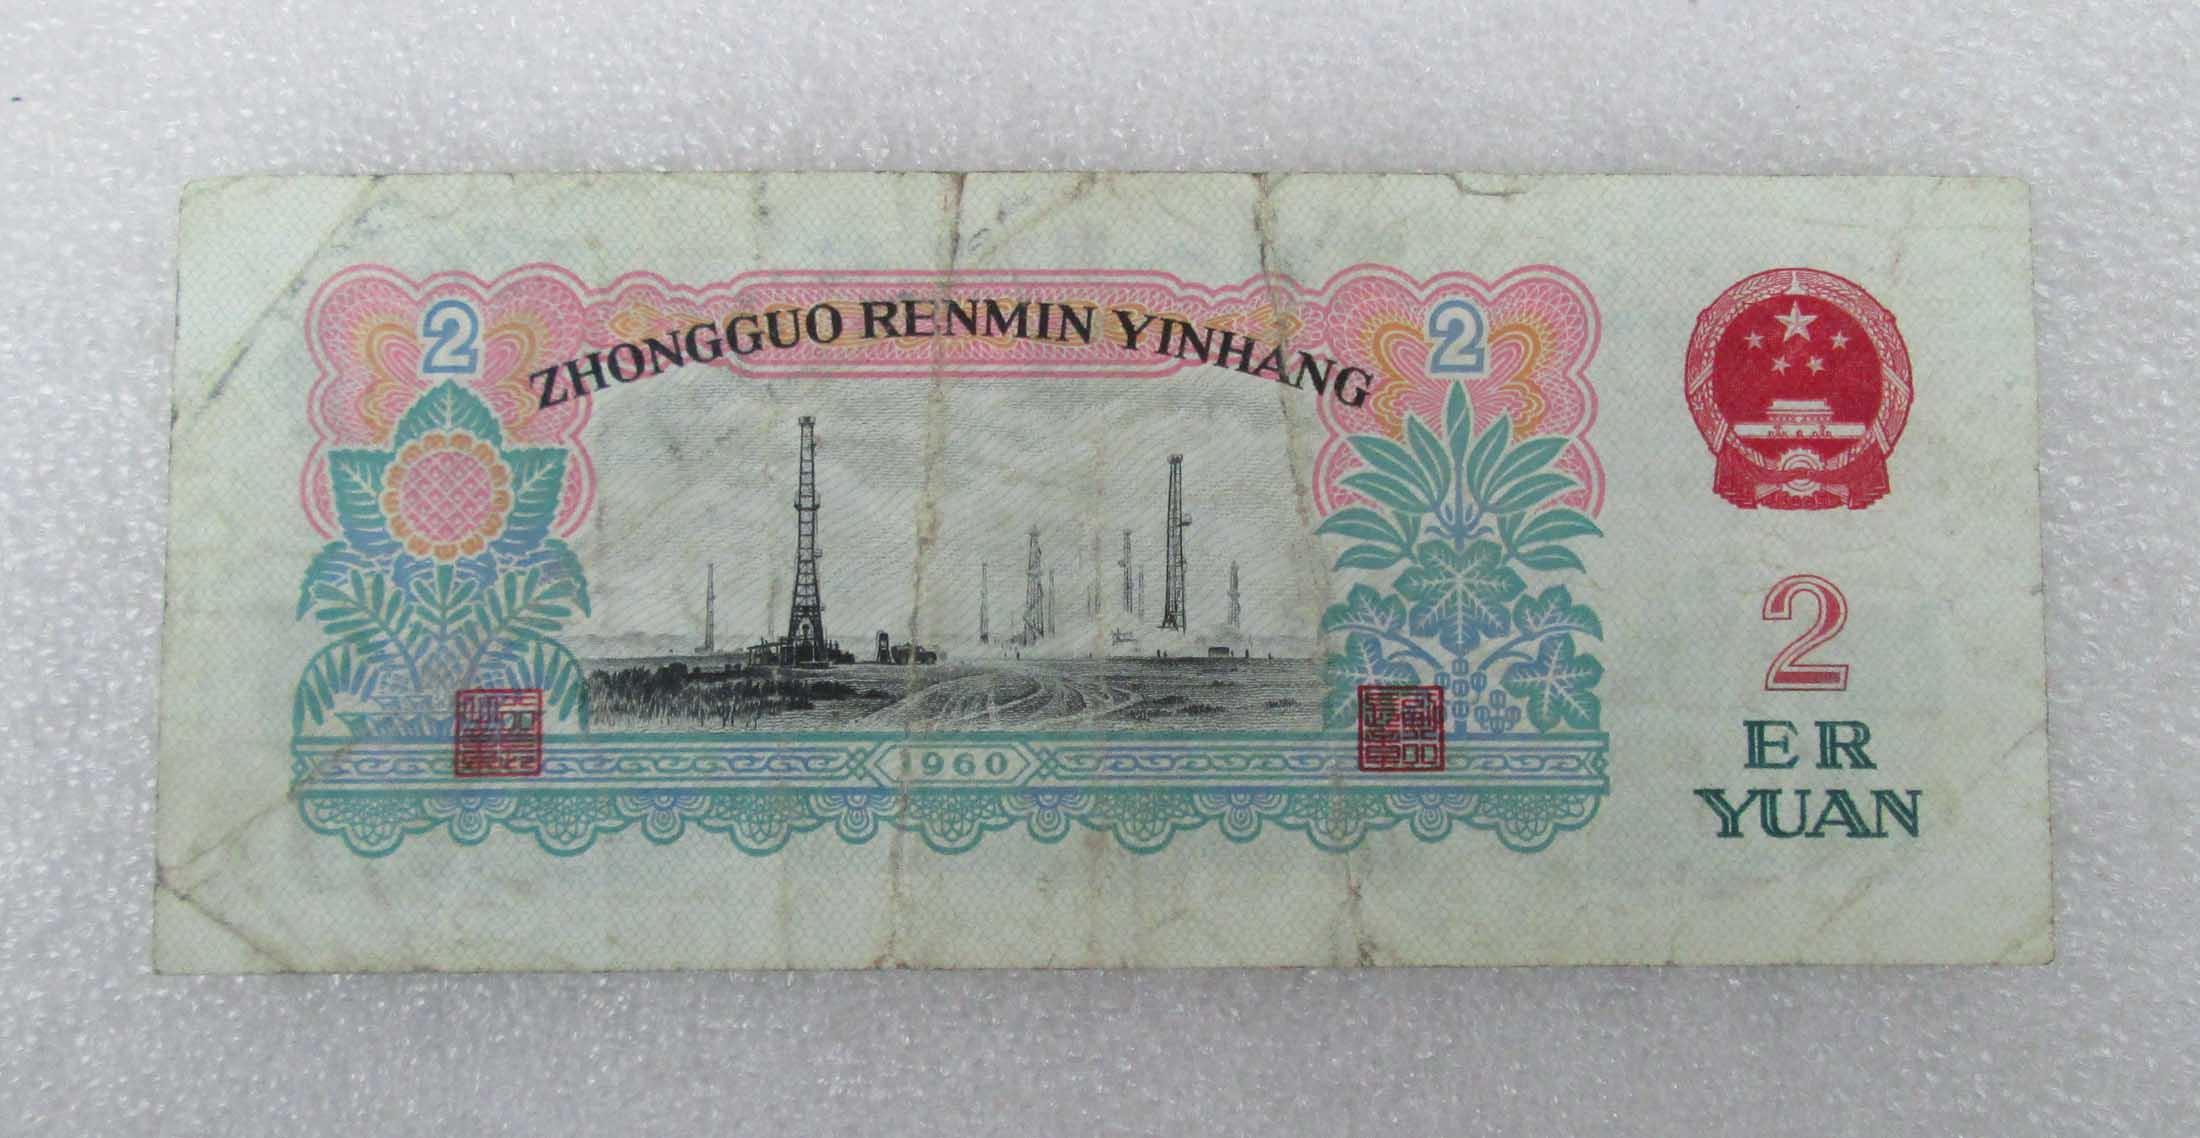 ZHONGGUO RENMIN YINHANG
2
2
1960
2
ER
YUAN